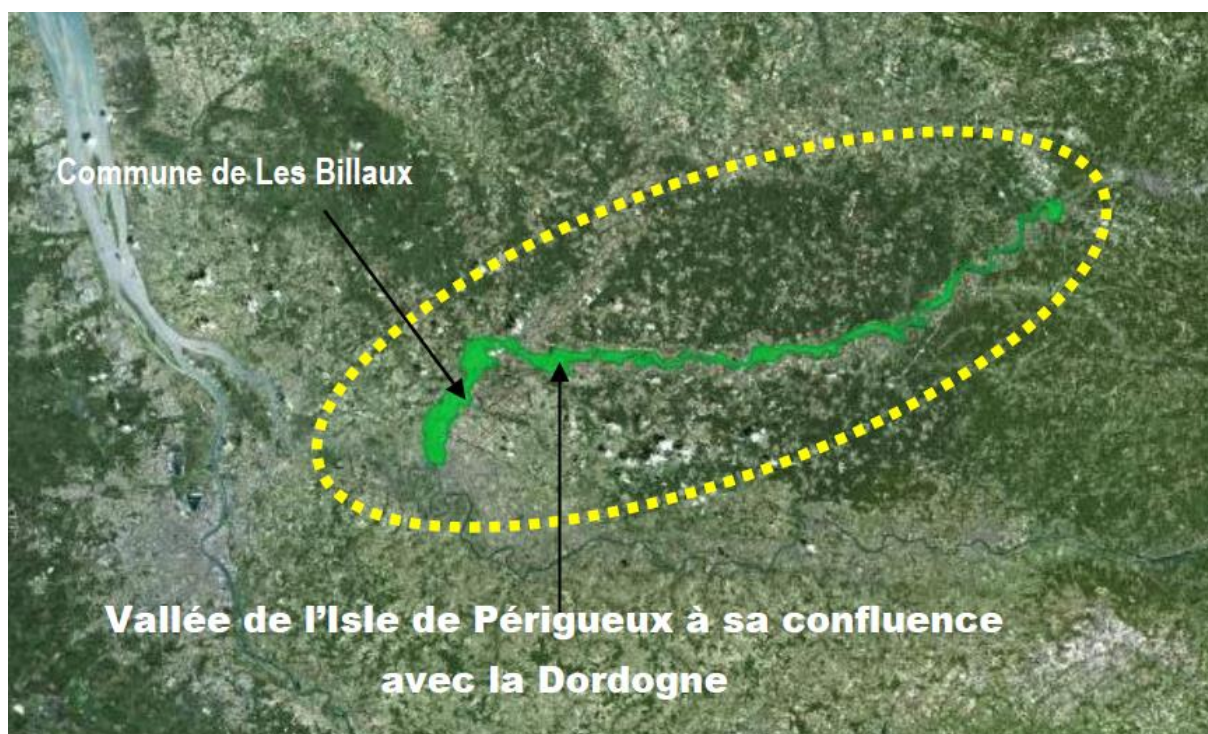 Commune de Les Billaux
Vallée de l'Isle de Périgueux à sa confluence
avec la Dordogne